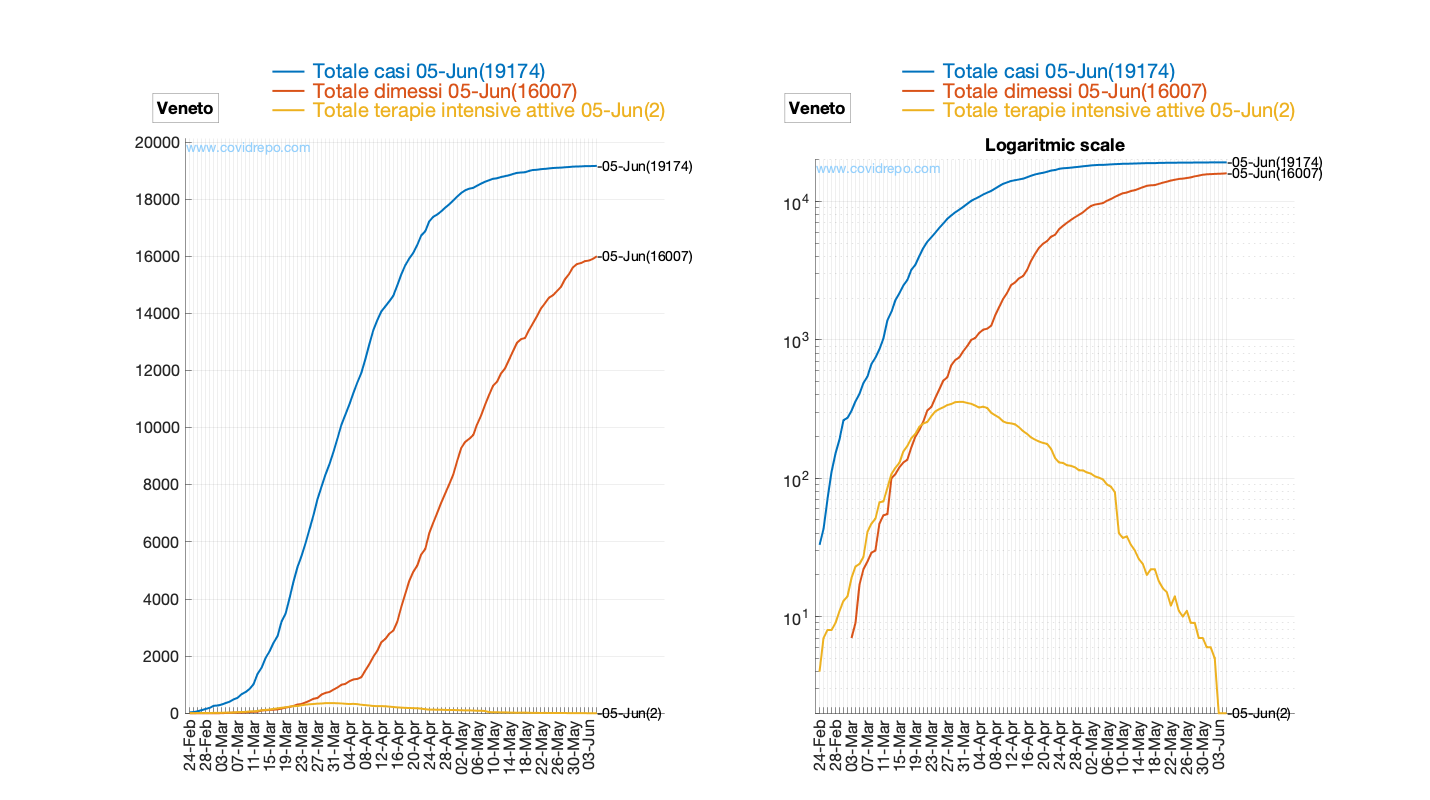 Totale casi 05-Jun(19174)
Totale dimessi 05-Jun(16007)
Totale terapie intensive attive 05-Jun(2)
Veneto
www.covidrepo.com
20000
18000
16000
14000
12000
10000
8000
6000
4000
2000
0
-05-Jun(19174)
-05-Jun(16007)
-05-Jun(2)
24-Feb
28-Feb
03-Mar
07-Mar
11-Mar
15-Mar
19-Mar
23-Mar
27-Mar
31-Mar
04-Apr
08-Apr
12-Apr
16-Apr
20-Apr
24-Apr
28-Apr
02-May
06-May
10-May
14-May
18-May
22-May
26-May
30-May
03-Jun
Totale casi 05-Jun(19174)
Totale dimessi 05-Jun(16007)
Totale terapie intensive attive 05-Jun(2)
Veneto
Logaritmic scale
www.covidrepo.com
10^4
10^3
10^2
10^1
-05-Jun(19174)
-05-Jun(16007)
-05-Jun(2)
24-Feb
28-Feb
03-Mar
07-Mar
11-Mar
15-Mar
19-Mar
23-Mar
27-Mar
31-Mar
04-Apr
08-Apr
12-Apr
16-Apr
20-Apr
24-Apr
28-Apr
02-May
06-May
10-May
14-May
18-May
22-May
26-May
30-May
03-Jun